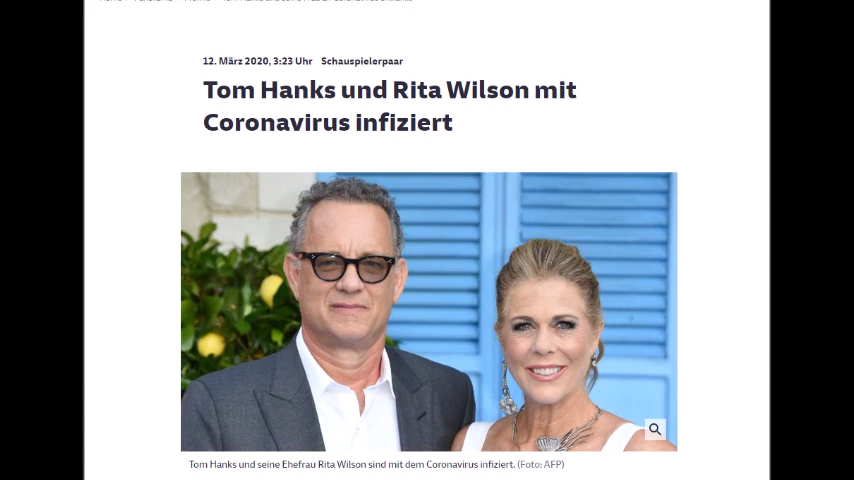 12. März 2020, 3:23 Uhr Schauspielerpaar
Tom Hanks und Rita Wilson mit
Coronavirus infiziert
Tom Hanks und seine Ehefrau Rita Wilson sind mit dem Coronavirus infiziert. (Foto: AFP)